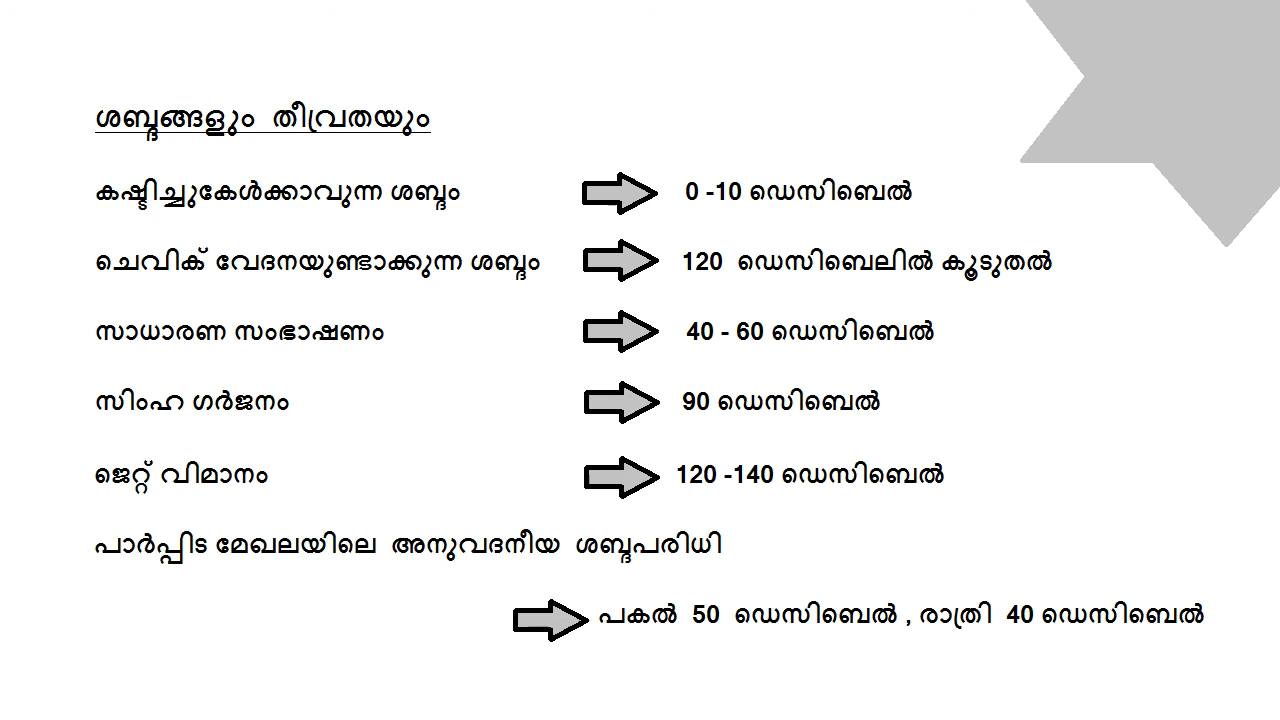 ശബ്ദങ്ങളും തീവ്രതയും
കഷ്ടിച്ചുകേൾക്കാവുന്ന ശബ്ദം 0 -10 ഡെസിബെൽ
ചെവിക് വേദനയുണ്ടാക്കുന്ന ശബ്ദം 120 ഡെസിബെലിൽ കൂടുതൽ
സാധാരണ സംഭാഷണം 40 - 60 ഡെസിബെൽ
സിംഹ ഗർജനം 90 ഡെസിബെൽ
ജെറ്റ് വിമാനം 120 -140 ഡെസിബെൽ
പാർപ്പിട മേഖലയിലെ അനുവദനീയ ശബ്ദപരിധി
പകൽ 50 ഡെസിബെൽ , രാത്രി 40 ഡെസിബെൽ